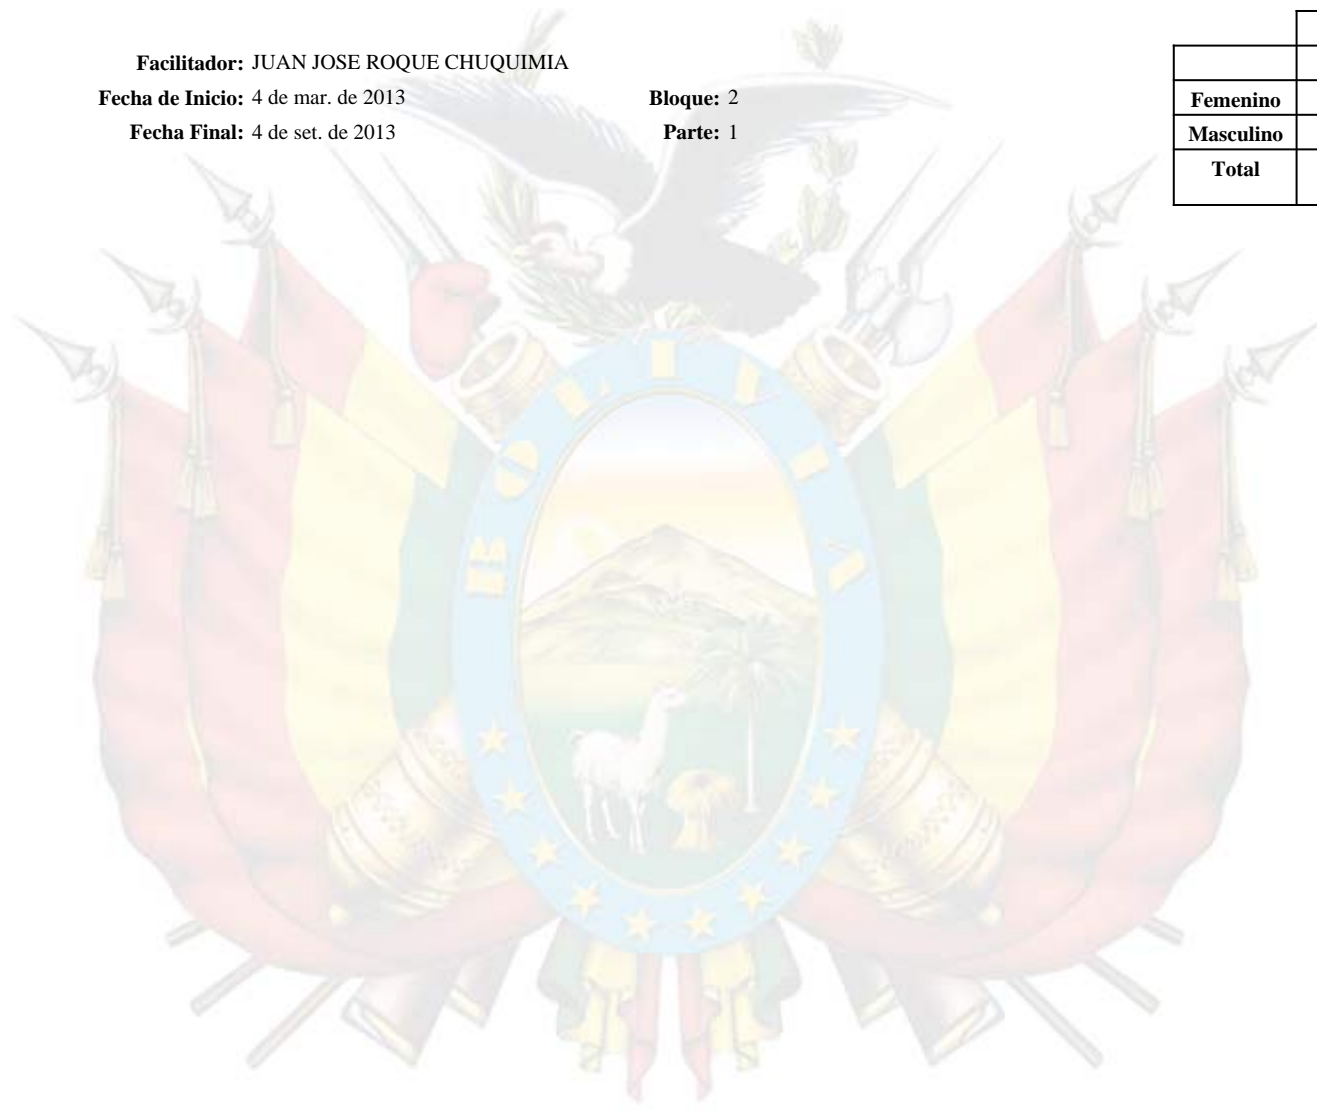 Facilitador: JUAN JOSE ROQUE CHUQUIMIA
Fecha de Inicio: 4 de mar. de 2013 Bloque: 2
Fecha Final: 4 de set. de 2013 Parte: 1
Femenino
Masculino
Total
BOLIVIA